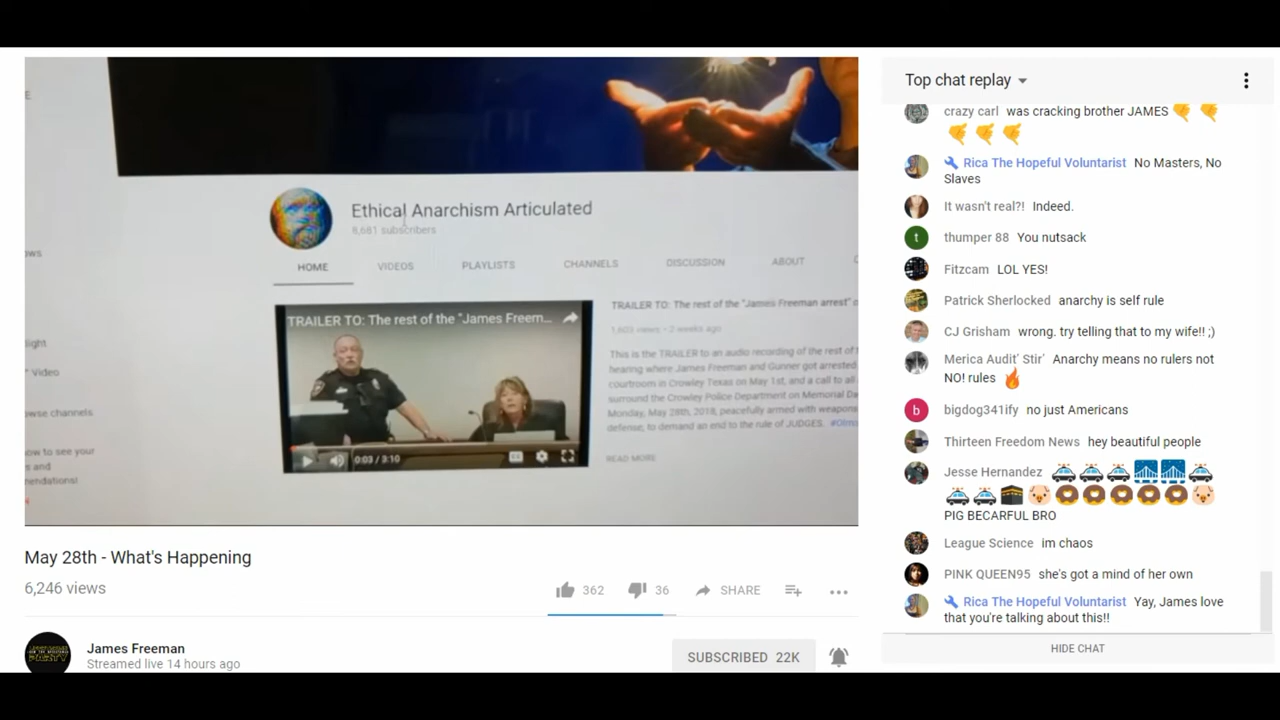 Ethical Anarchism Articulated
8,681 subscribers
HOME
VIDEOS
PLAYLISTS
CHANNELS
DISCUSSION
ABOUT
light
" Video
owse channels
ow to see your
s and
mendations!
TRAILER TO: The rest of the "James Freem...
0:03 / 3:10
TRAILER TO: The rest of the "James Freeman arrest"
1,603 views • 2 weeks ago
This is the TRAILER to an audio recording of the rest of
hearing where James Freeman and Gunner got arrested
courtroom in Crowley Texas on May 1st, and a call to all
surround the Crowley Police Department on Memorial Da
Monday, May 28th, 2018, peacefully armed with weapons
defense, to demand an end to the rule of JUDGES.
READ MORE
May 28th - What's Happening
6,246 views
362
36
SHARE
James Freeman
Streamed live 14 hours ago
SUBSCRIBED 22K
Top chat replay
crazy carl was cracking brother JAMES
Rica The Hopeful Voluntarist No Masters, No
Slaves
It wasn't real?! Indeed.
thumper 88 You nutsack
Fitzcam LOL YES!
Patrick Sherlocked anarchy is self rule
CJ Grisham wrong. try telling that to my wife!! ;)
Merica Audit' Stir' Anarchy means no rulers not
NO! rules
bigdog341ify no just Americans
Thirteen Freedom News hey beautiful people
Jesse Hernandez
PIG BECARFUL BRO
League Science im chaos
PINK QUEEN95 she's got a mind of her own
Rica The Hopeful Voluntarist Yay, James love
that you're talking about this!!
HIDE CHAT